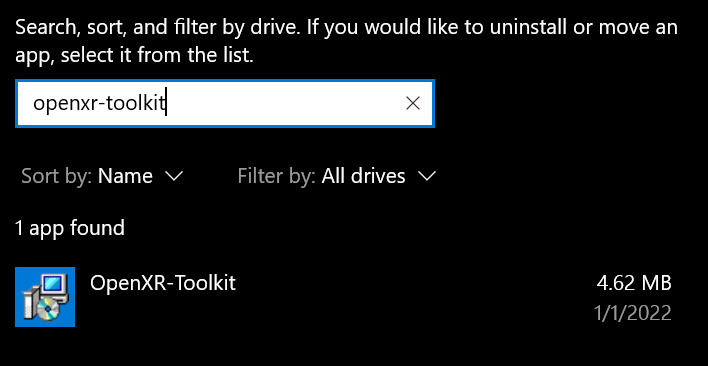 Search, sort, and filter by drive. If you would like to uninstall or move an
app, select it from the list.
openxr-toolkit
Sort by: Name Filter by: All drives
1 app found
OpenXR-Toolkit 4.62 MB
1/1/2022